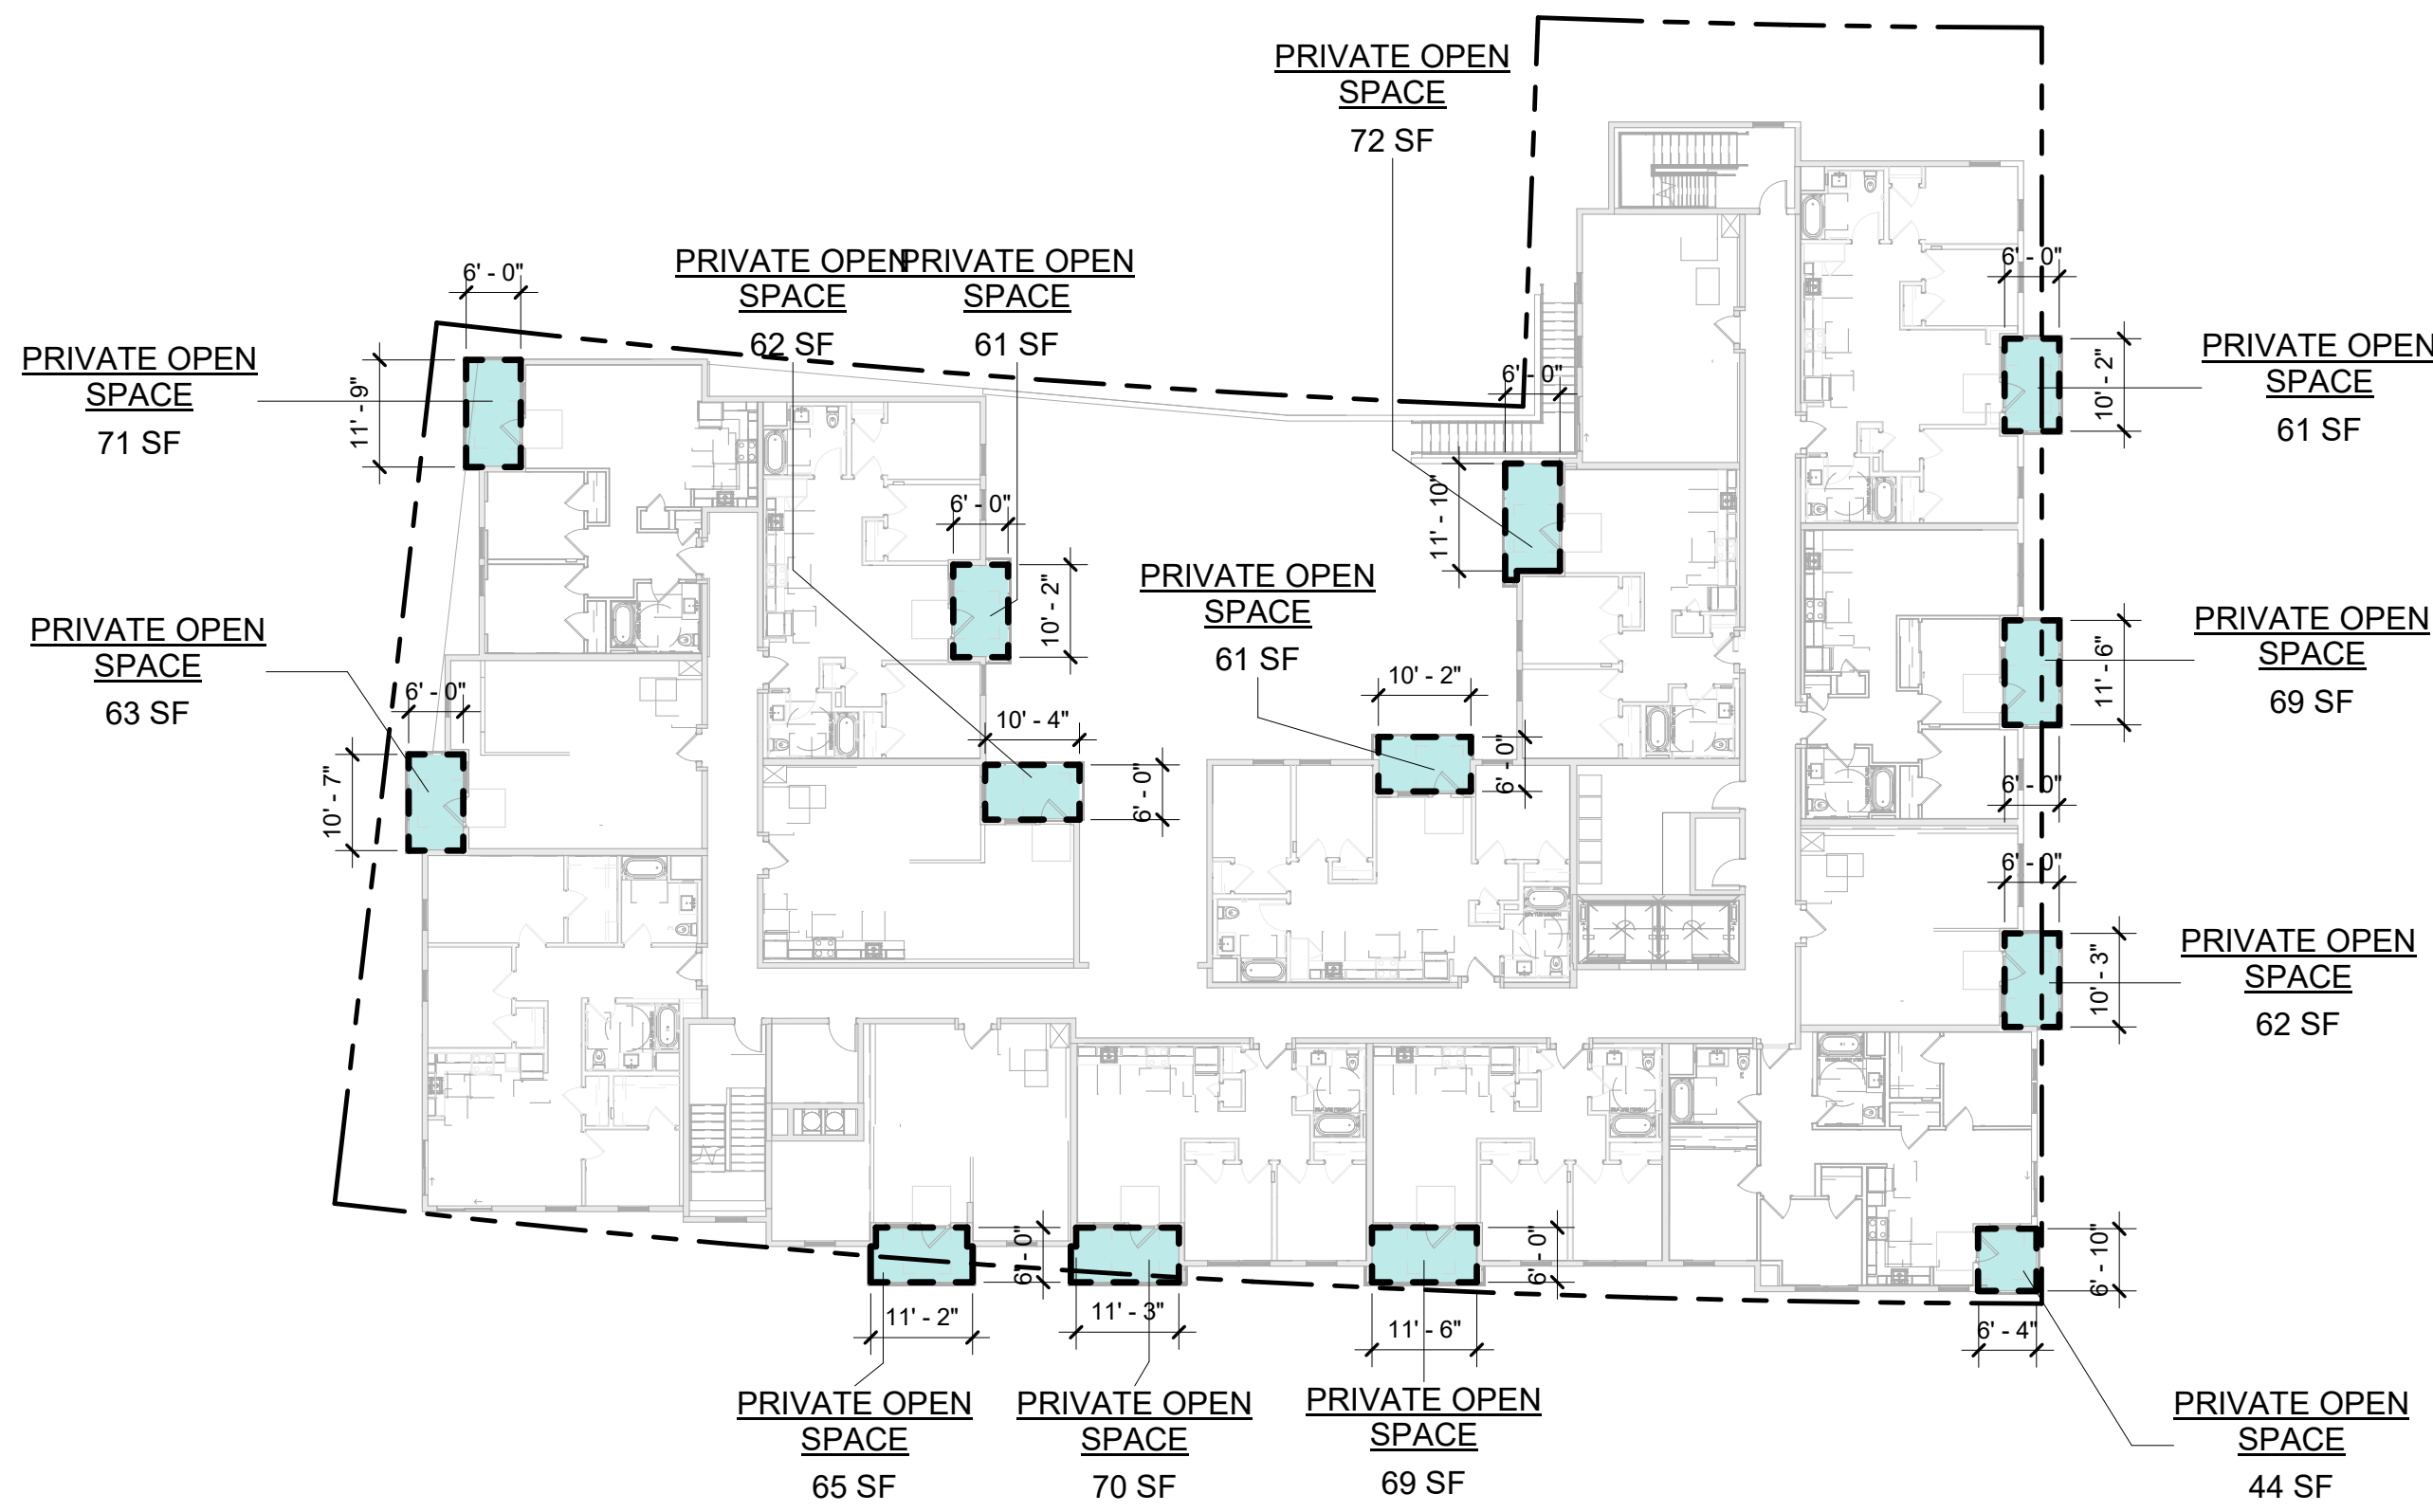 PRIVATE OPEN
SPACE
72 SF
PRIVATE OPEN
SPACE
62 SF
PRIVATE OPEN
SPACE
61 SF
6' - 0"
6' - 0"
PRIVATE OPEN
SPACE
71 SF
11' - 9"
6' - 0"
10' - 2"
PRIVATE OPEN
SPACE
61 SF
6' - 0"
10' - 2"
11' - 10"
PRIVATE OPEN
SPACE
61 SF
10' - 2"
6' - 0"
PRIVATE OPEN
SPACE
63 SF
6' - 0"
10' - 7"
10' - 4"
6' - 0"
11' - 6"
PRIVATE OPEN
SPACE
69 SF
6' - 0"
6' - 0"
10' - 3"
PRIVATE OPEN
SPACE
62 SF
6' - 0"
6' - 0"
6' - 10"
11' - 2"
11' - 3"
11' - 6"
6' - 4"
PRIVATE OPEN
SPACE
65 SF
PRIVATE OPEN
SPACE
70 SF
PRIVATE OPEN
SPACE
69 SF
PRIVATE OPEN
SPACE
44 SF